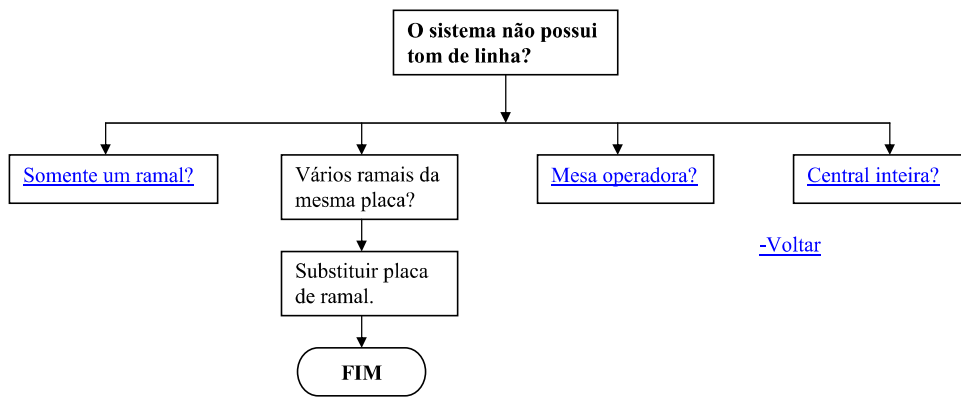 O sistema não possui
tom de linha?
Somente um ramal?
Vários ramais da
mesma placa?
Mesa operadora?
Central inteira?
-Voltar
Substituir placa
de ramal.
FIM